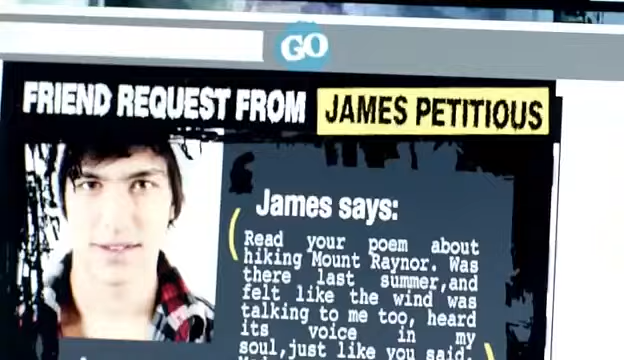 GO
FRIEND REQUEST FROM JAMES PETITIOUS
James says:
Read your poem about
hiking Mount Raynor. Was
there last summer,and
felt like the wind was
talking to me too, heard
its voice in my
soul,just like you said.